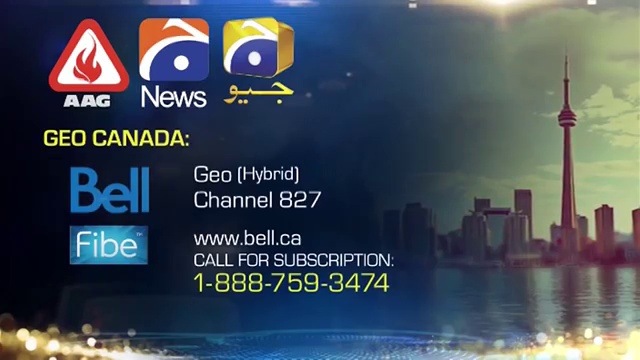 AAG
News
جیو
GEO CANADA:
Bell
Geo (Hybrid)
Channel 827
Fibe™
www.bell.ca
CALL FOR SUBSCRIPTION:
1-888-759-3474